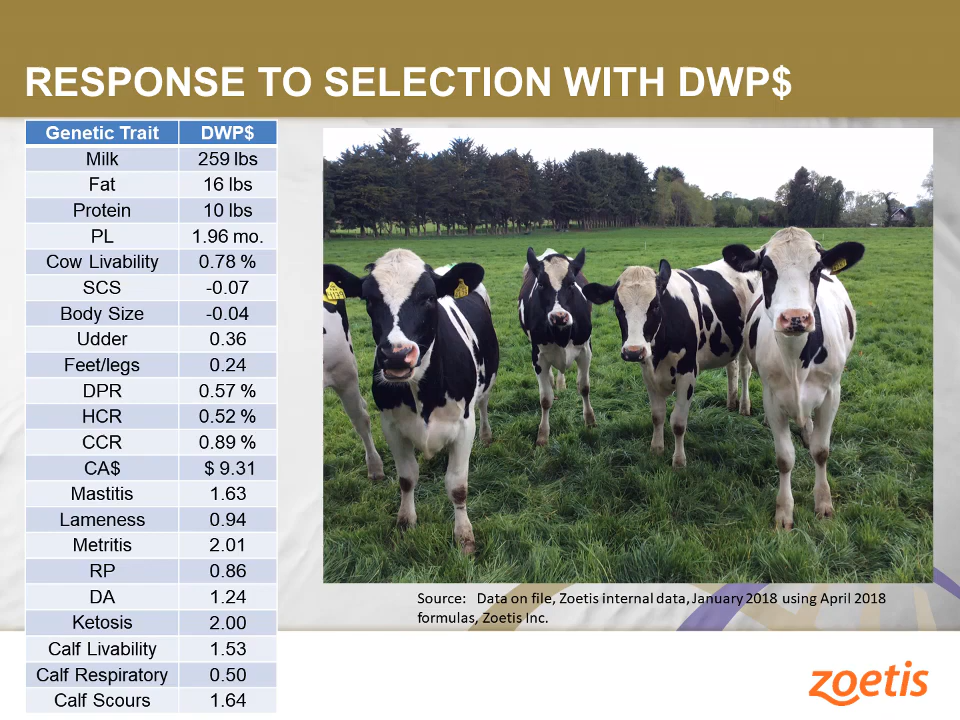 RESPONSE TO SELECTION WITH DWP$
Genetic Trait DWP$
Milk 259 lbs
Fat 16 lbs
Protein 10 lbs
PL 1.96 mo.
Cow Livability 0.78 %
SCS -0.07
Body Size -0.04
Udder 0.36
Feet/legs 0.24
DPR 0.57 %
HCR 0.52 %
CCR 0.89 %
CA$ $ 9.31
Mastitis 1.63
Lameness 0.94
Metritis 2.01
RP 0.86
DA 1.24
Ketosis 2.00
Calf Livability 1.53
Calf Respiratory 0.50
Calf Scours 1.64
Source: Data on file, Zoetis internal data, January 2018 using April 2018
formulas, Zoetis Inc.
zoetis